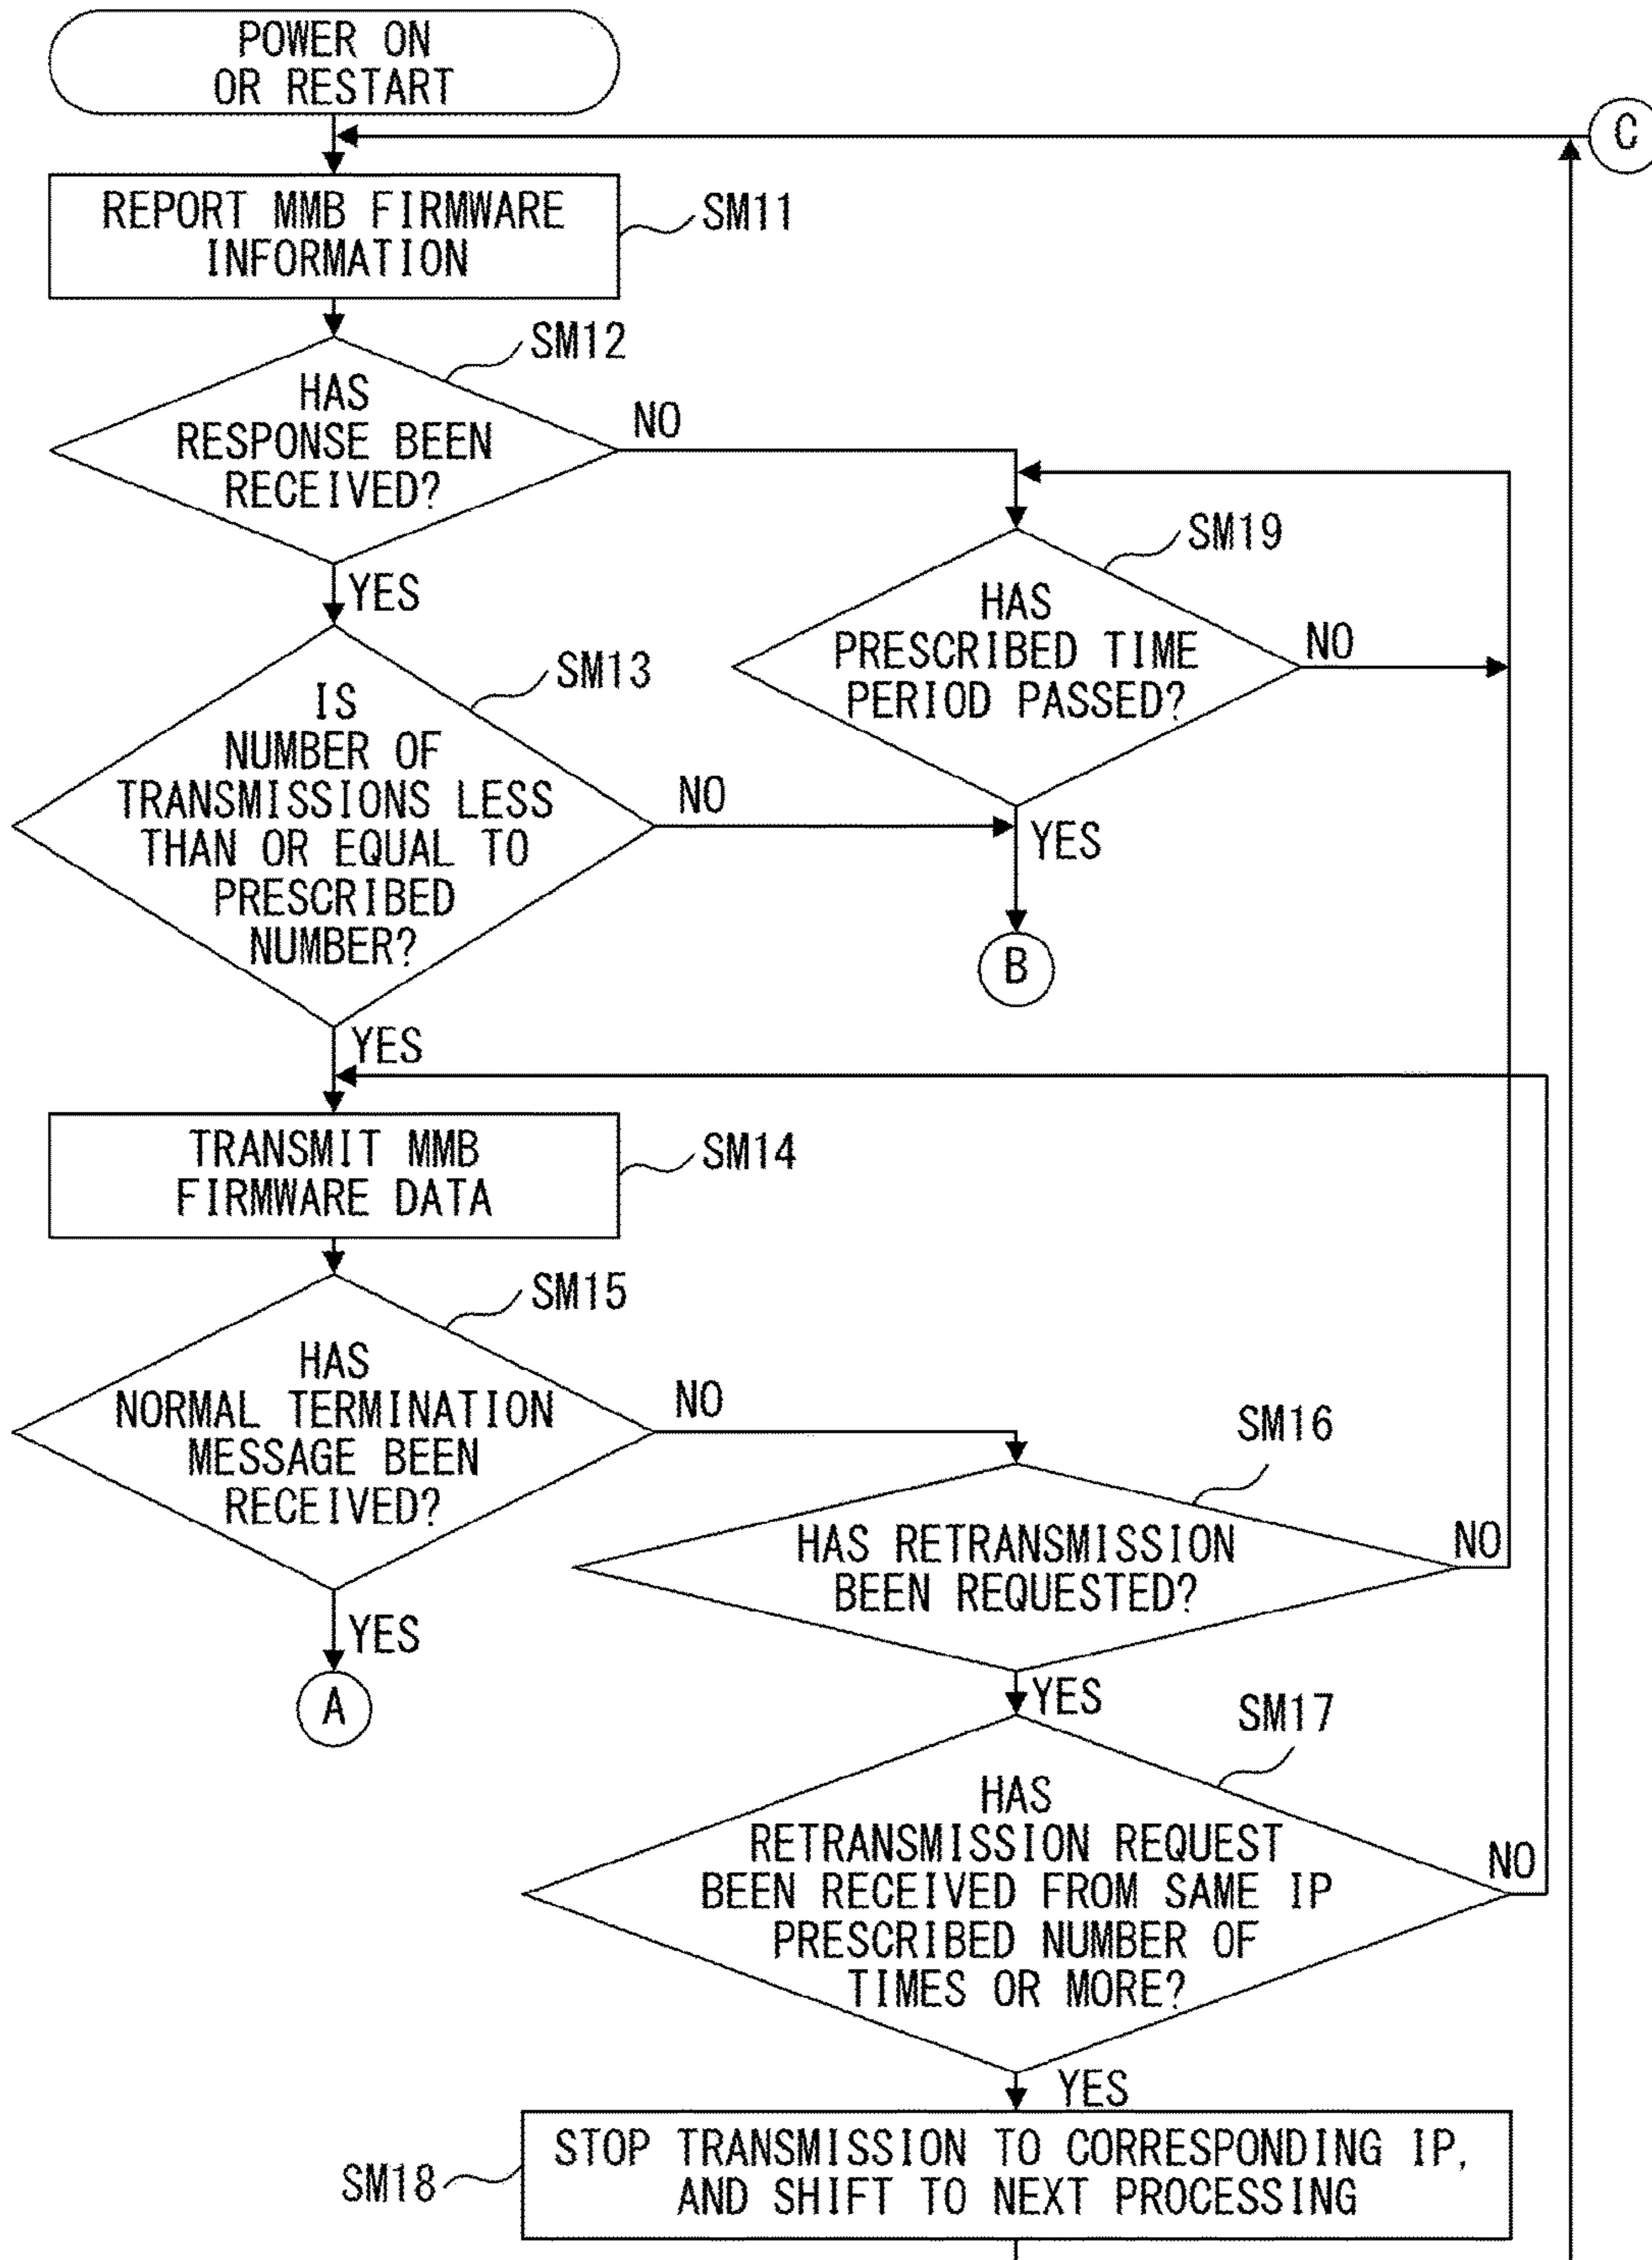 POWER ON
OR RESTART
C
REPORT MMB FIRMWARE
INFORMATION
SM11
SM12
HAS
RESPONSE BEEN
RECEIVED?
NO
YES
SM19
HAS
PRESCRIBED TIME
PERIOD PASSED?
NO
YES
B
SM13
IS
NUMBER OF
TRANSMISSIONS LESS
THAN OR EQUAL TO
PRESCRIBED
NUMBER?
NO
YES
TRANSMIT MMB
FIRMWARE DATA
SM14
SM15
HAS
NORMAL TERMINATION
MESSAGE BEEN
RECEIVED?
NO
YES
A
SM16
HAS RETRANSMISSION
BEEN REQUESTED?
NO
YES
SM17
HAS
RETRANSMISSION REQUEST
BEEN RECEIVED FROM SAME IP
PRESCRIBED NUMBER OF
TIMES OR MORE?
NO
YES
STOP TRANSMISSION TO CORRESPONDING IP,
AND SHIFT TO NEXT PROCESSING
SM18